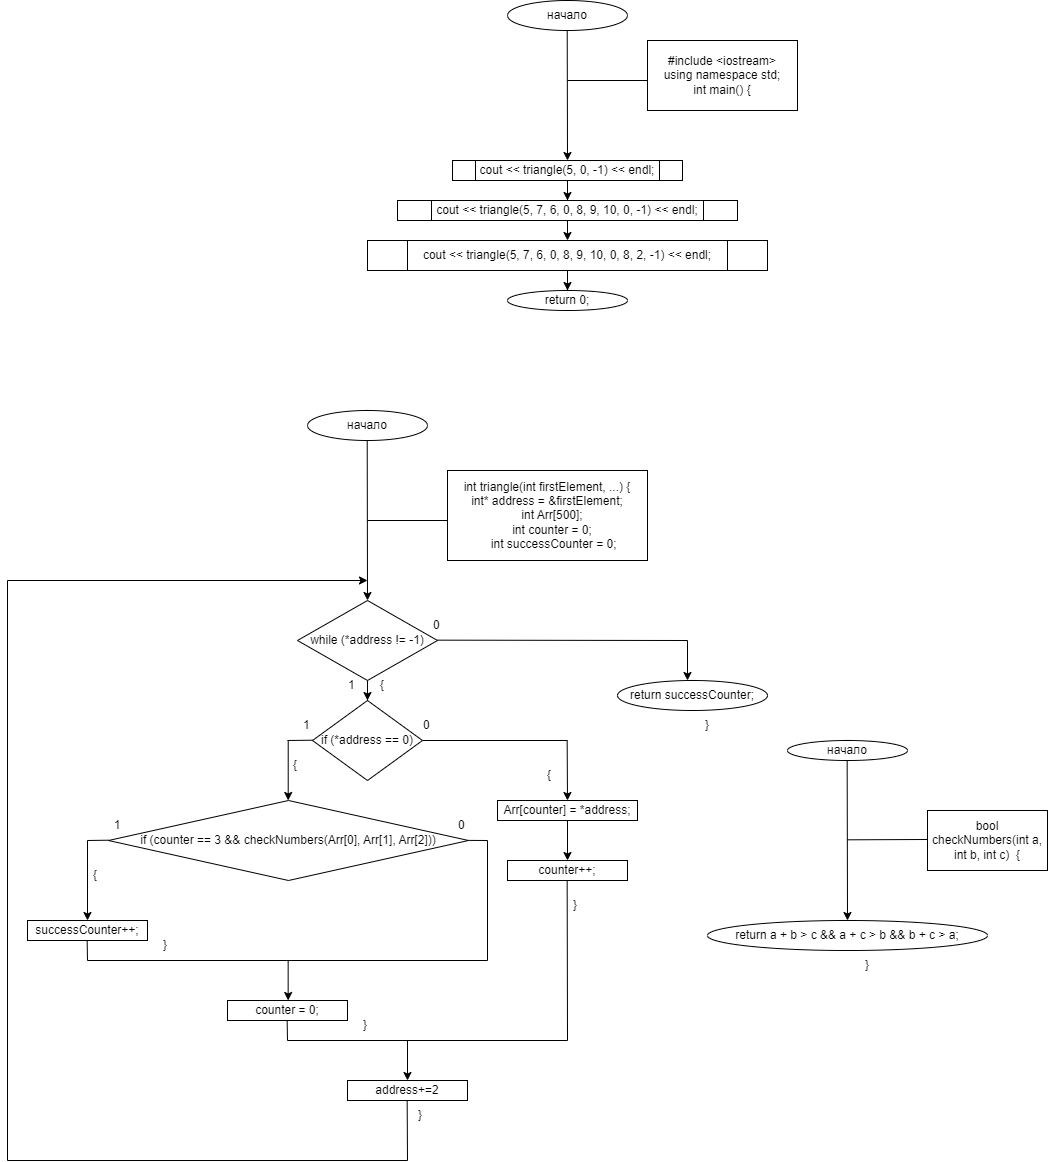 начало
#include <iostream>
using namespace std;
int main() {
cout << triangle(5, 0, -1) << endl;
cout << triangle(5, 7, 6, 0, 8, 9, 10, 0, -1) << endl;
cout << triangle(5, 7, 6, 0, 8, 9, 10, 0, 8, 2, -1) << endl;
return 0;
начало
int triangle(int firstElement, ...) {
int* address = &firstElement;
int Arr[500];
int counter = 0;
int successCounter = 0;
while (*address != -1)
0
1 {
return successCounter;
}
if (*address == 0)
1
0
{
{
Arr[counter] = *address;
counter++;
}
if (counter == 3 && checkNumbers(Arr[0], Arr[1], Arr[2]))
1
0
{
successCounter++;
}
counter = 0;
}
address+=2
}
начало
bool
checkNumbers(int a,
int b, int c) {
return a + b > c && a + c > b && b + c > a;
}